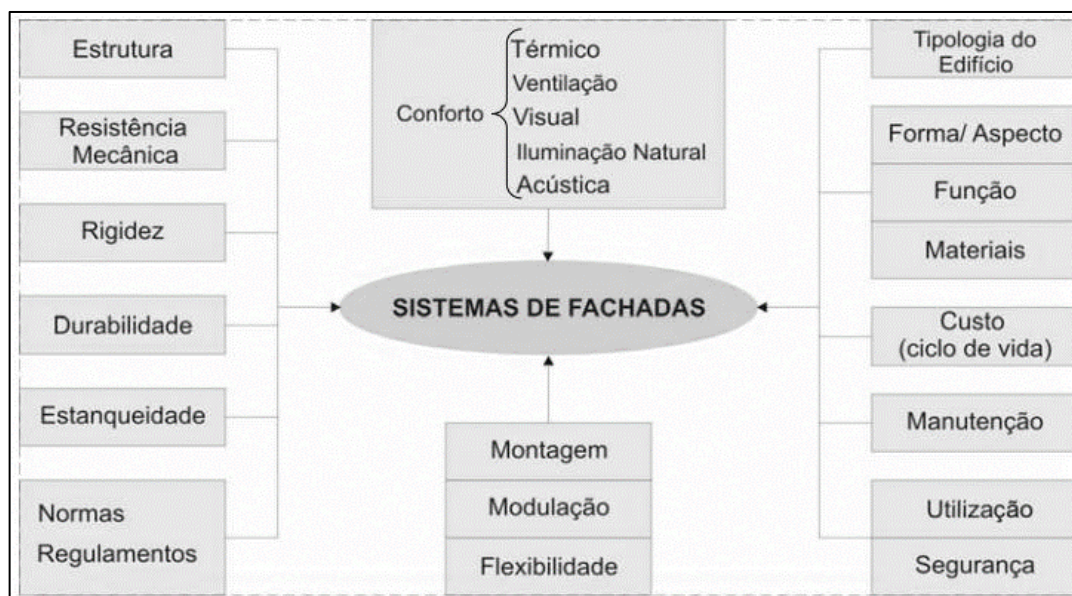 Estrutura
Resistência
Mecânica
Rigidez
Durabilidade
Estanqueidade
Normas
Regulamentos
Conforto
Térmico
Ventilação
Visual
Iluminação Natural
Acústica
SISTEMAS DE FACHADAS
Montagem
Modulação
Flexibilidade
Tipologia do
Edifício
Forma/ Aspecto
Função
Materiais
Custo
(ciclo de vida)
Manutenção
Utilização
Segurança